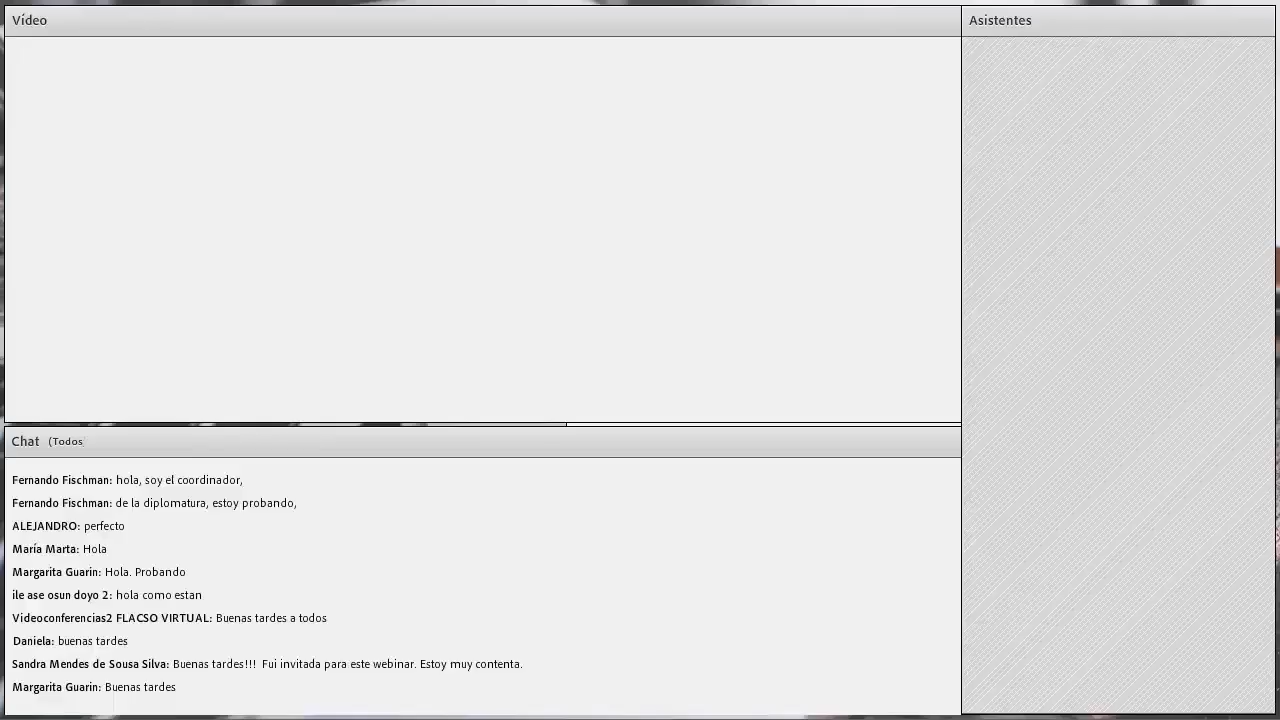 Vídeo
Asistentes
Chat (Todos
Fernando Fischman: hola, soy el coordinador,
Fernando Fischman: de la diplomatura, estoy probando,
ALEJANDRO: perfecto
María Marta: Hola
Margarita Guarin: Hola. Probando
ile ase osun doyo 2: hola como estan
Videoconferencias2 FLACSO VIRTUAL: Buenas tardes a todos
Daniela: buenas tardes
Sandra Mendes de Sousa Silva: Buenas tardes!!! Fui invitada para este webinar. Estoy muy contenta.
Margarita Guarin: Buenas tardes